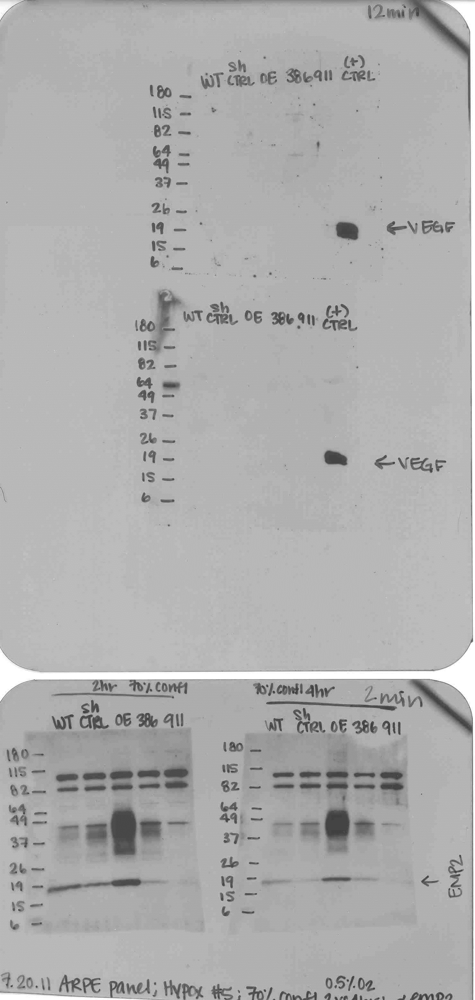 12min
sh (+)
WT CTRL OE 386 911 CTRL
180
115
82
64
49
37
26
19 ←VEGF
15
6
2
sh (+)
WT CTRL OE 386 911 CTRL
180
115
82
64
49
37
26
19 ←VEGF
15
6
2hr 70% confl
sh
WT CTRL OE 386 911
180
115
82
64
49
37
26
19
15
6
70% confl 4hr 2min
sh
WT CTRL OE 386 911
180
115
82
64
49
37
26
19 ← EMP2
15
6
0.5% O2
7.20.11 ARPE panel; Hypox #5; 70% confl